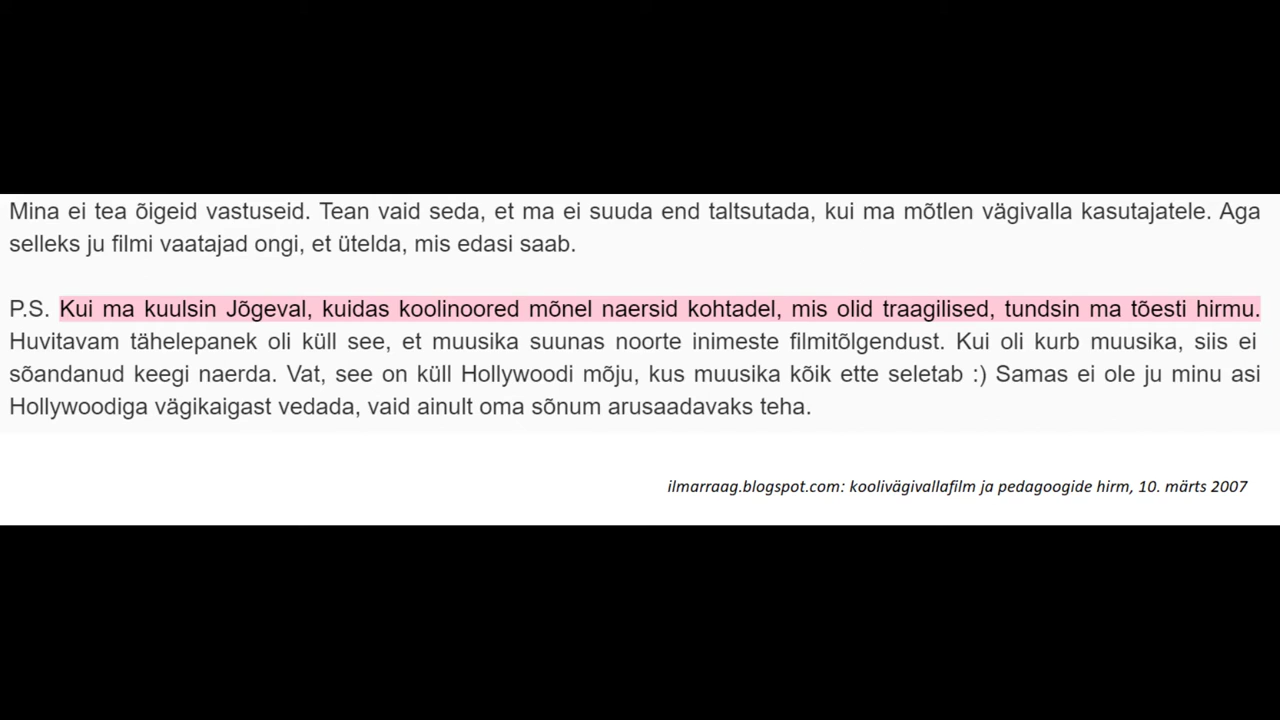 Mina ei tea õigeid vastuseid. Tean vaid seda, et ma ei suuda end taltsutada, kui ma mõtlen vägivalla kasutajatele. Aga
selleks ju filmi vaatajad ongi, et ütelda, mis edasi saab.
P.S. Kui ma kuulsin Jõgeval, kuidas koolinoored mõnel naersid kohtadel, mis olid traagilised, tundsin ma tõesti hirmu.
Huvitavam tähelepanek oli küll see, et muusika suunas noorte inimeste filmitõlgendust. Kui oli kurb muusika, siis ei
sõandanud keegi naerda. Vat, see on küll Hollywoodi mõju, kus muusika kõik ette seletab :) Samas ei ole ju minu asi
Hollywoodiga vägikaigast vedada, vaid ainult oma sõnum arusaadavaks teha.
ilmarraag.blogspot.com: koolivägivallafilm ja pedagoogide hirm, 10. märts 2007